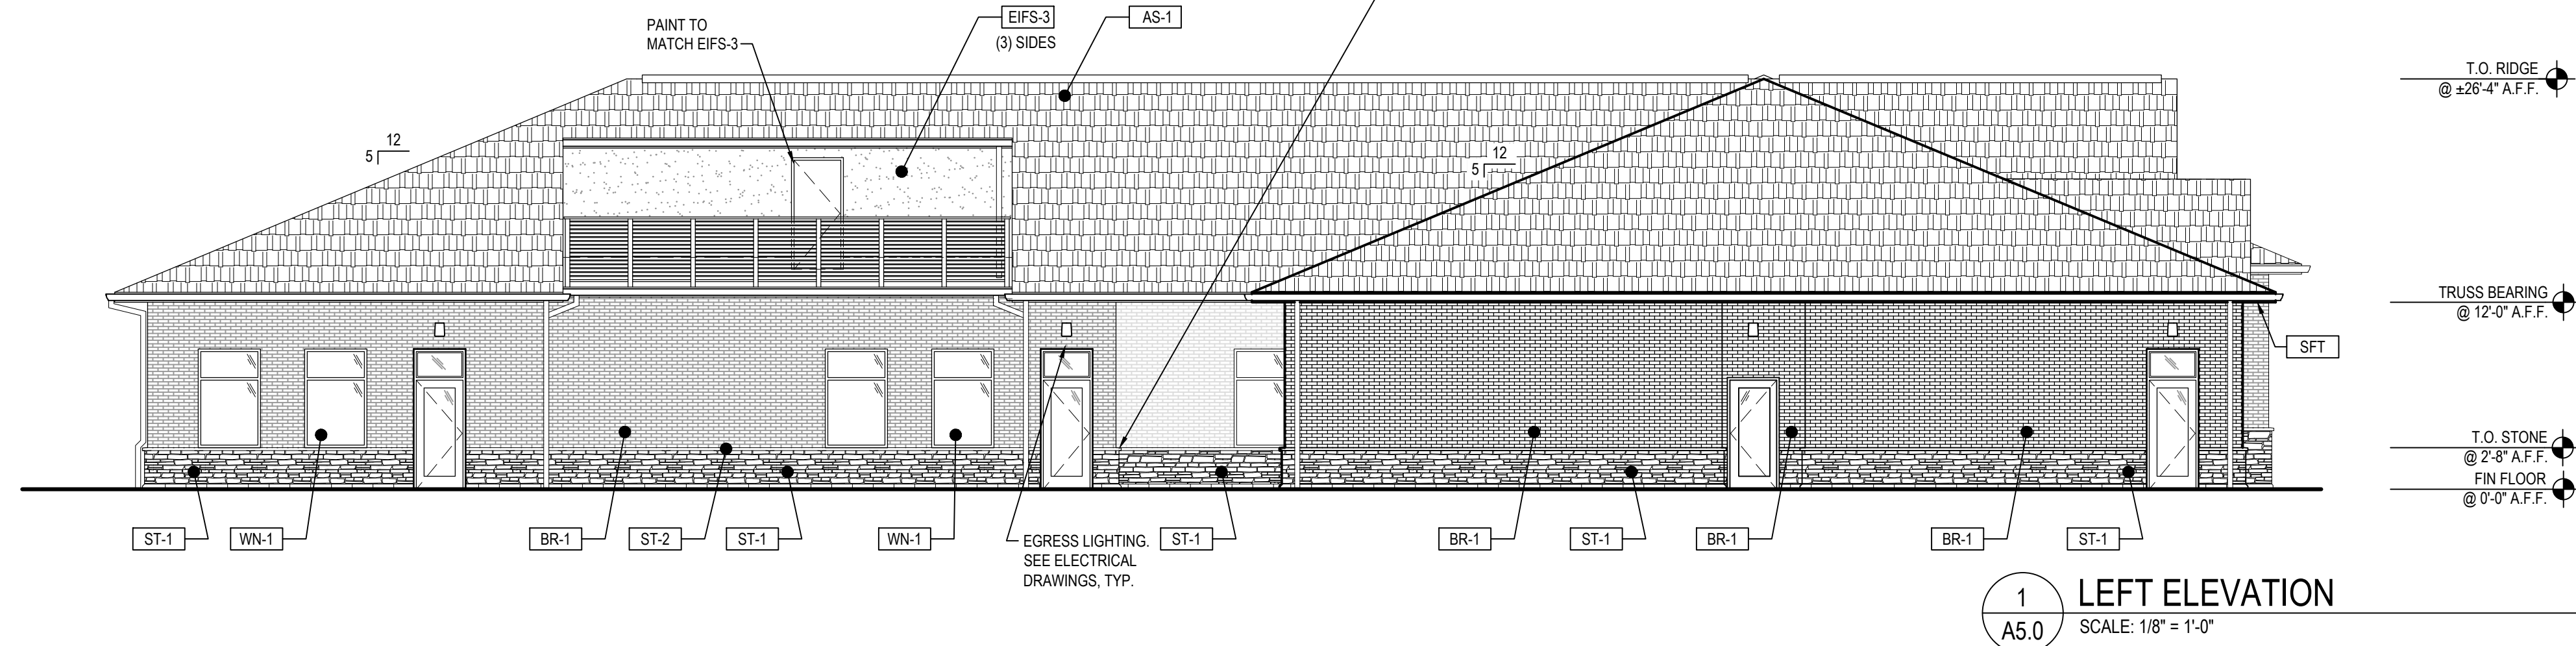 PAINT TO
MATCH EIFS-3
EIFS-3
(3) SIDES
AS-1
T.O. RIDGE
@ ±26'-4" A.F.F.
12
5
12
5
TRUSS BEARING
@ 12'-0" A.F.F.
SFT
T.O. STONE
@ 2'-8" A.F.F.
FIN FLOOR
@ 0'-0" A.F.F.
ST-1
WN-1
BR-1
ST-2
ST-1
WN-1
EGRESS LIGHTING.
SEE ELECTRICAL
DRAWINGS, TYP.
ST-1
BR-1
ST-1
BR-1
BR-1
ST-1
1
A5.0
LEFT ELEVATION
SCALE: 1/8" = 1'-0"